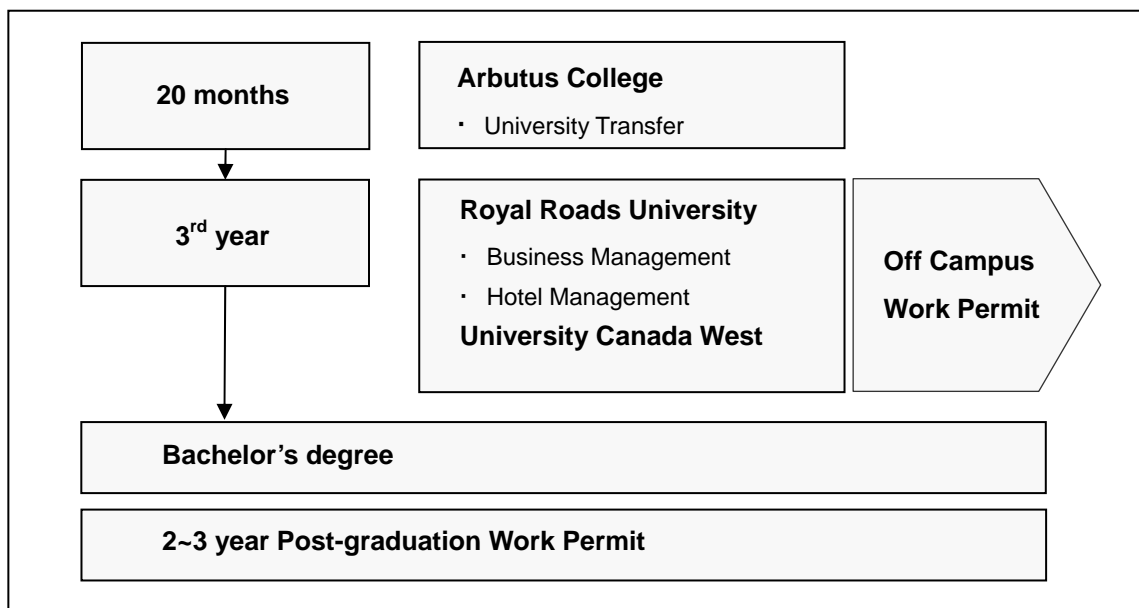 20 months
Arbutus College
· University Transfer
3rd year
Royal Roads University
· Business Management
· Hotel Management
University Canada West
Off Campus
Work Permit
Bachelor’s degree
2~3 year Post-graduation Work Permit